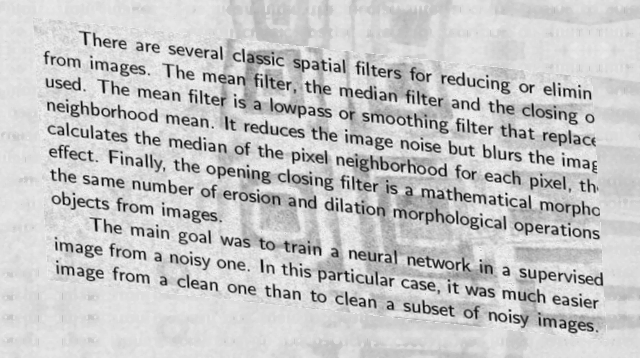 There are several classic spatial filters for reducing or elimin
from images. The mean filter, the median filter and the closing o
used. The mean filter is a lowpass or smoothing filter that replace
neighborhood mean. It reduces the image noise but blurs the imag
calculates the median of the pixel neighborhood for each pixel, th
effect. Finally, the opening closing filter is a mathematical morpho
the same number of erosion and dilation morphological operations
objects from images.
The main goal was to train a neural network in a supervised
image from a noisy one. In this particular case, it was much easier
image from a clean one than to clean a subset of noisy images.